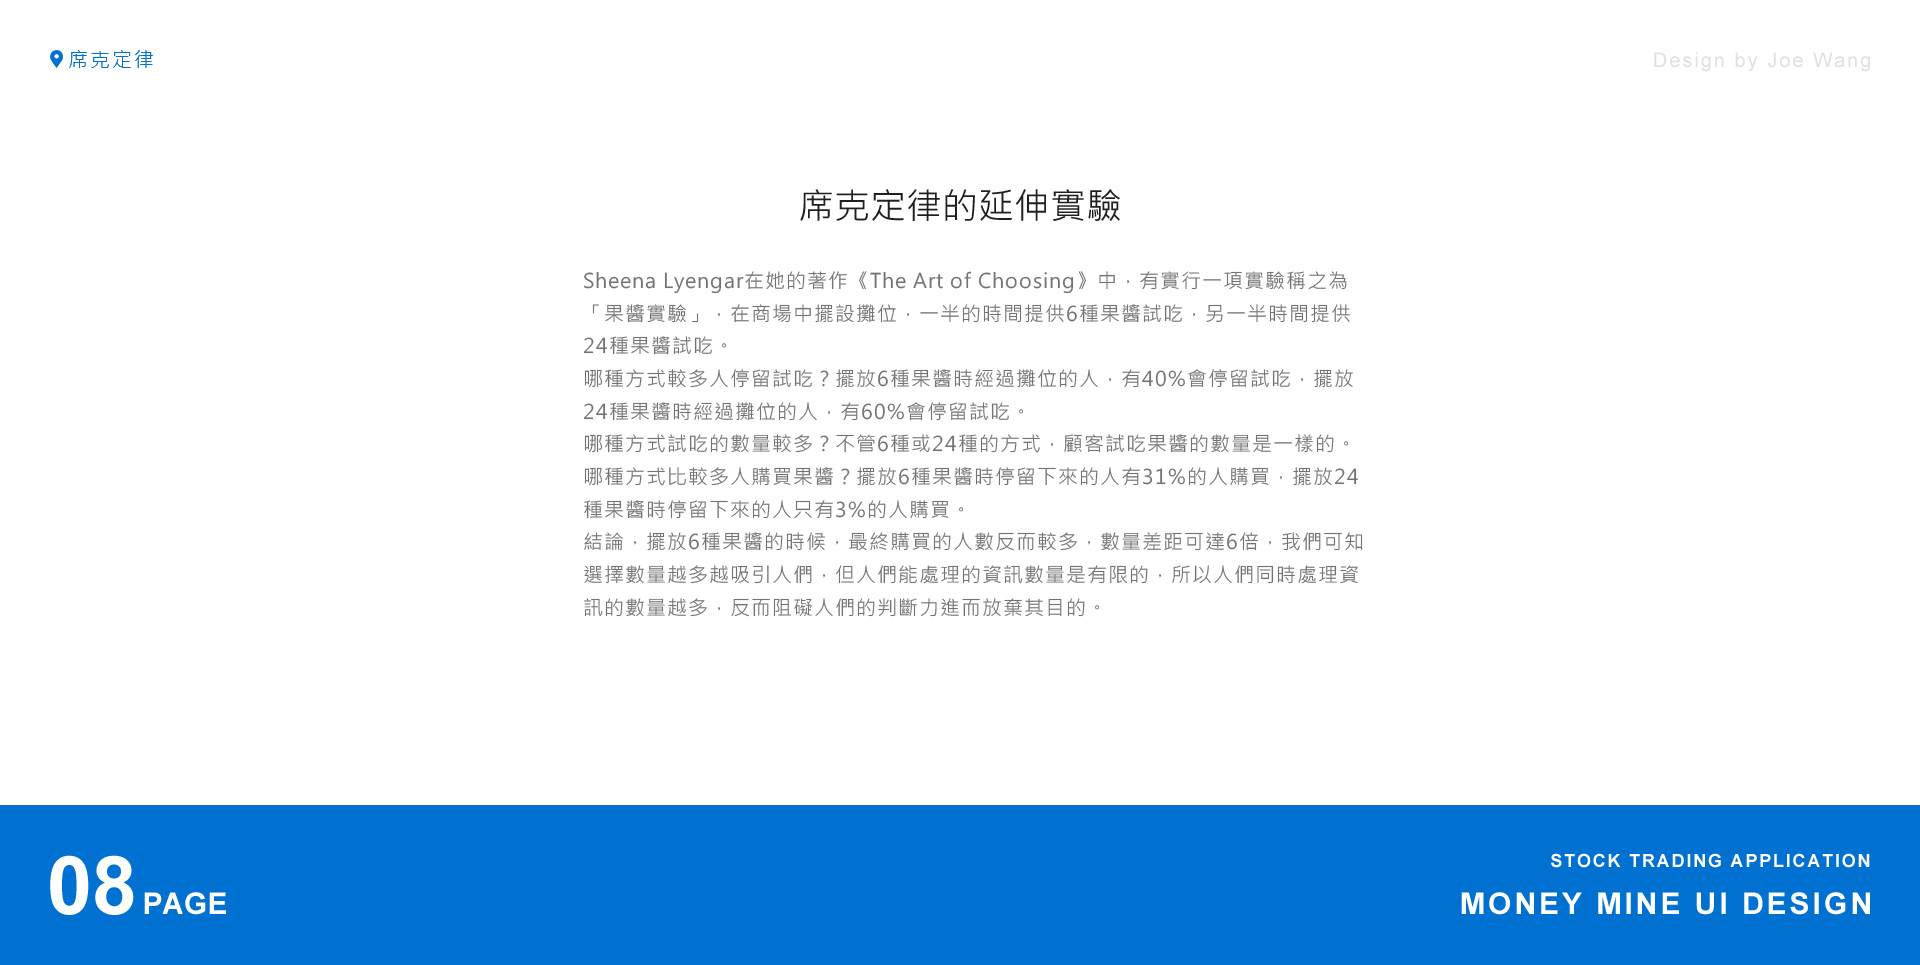 席克定律
Design by Joe Wang
席克定律的延伸實驗
Sheena Lyengar在她的著作《The Art of Choosing》中，有實行一項實驗稱之為
「果醬實驗」，在商場中擺設攤位，一半的時間提供6種果醬試吃，另一半時間提供
24種果醬試吃。
哪種方式較多人停留試吃？擺放6種果醬時經過攤位的人，有40%會停留試吃，擺放
24種果醬時經過攤位的人，有60%會停留試吃。
哪種方式試吃的數量較多？不管6種或24種的方式，顧客試吃果醬的數量是一樣的。
哪種方式比較多人購買果醬？擺放6種果醬時停留下來的人有31%的人購買，擺放24
種果醬時停留下來的人只有3%的人購買。
結論，擺放6種果醬的時候，最終購買的人數反而較多，數量差距可達6倍，我們可知
選擇數量越多越吸引人們，但人們能處理的資訊數量是有限的，所以人們同時處理資
訊的數量越多，反而阻礙人們的判斷力進而放棄其目的。
08 PAGE
STOCK TRADING APPLICATION
MONEY MINE UI DESIGN